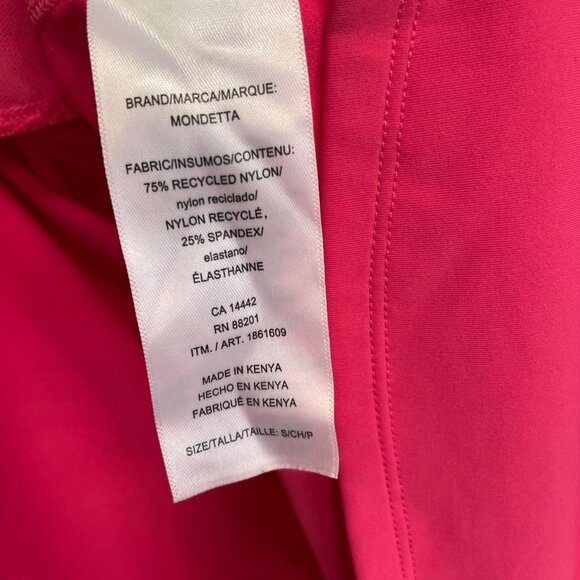 BRAND/MARCA/MARQUE:
MONDETTA
FABRIC/INSUMOS/CONTENU:
75% RECYCLED NYLON/
nylon reciclado/
NYLON RECYCLÉ,
25% SPANDEX/
elastano/
ÉLASTHANNE
CA 14442
RN 88201
ITM. / ART. 1861609
MADE IN KENYA
HECHO EN KENYA
FABRIQUÉ EN KENYA
SIZE/TALLA/TAILLE: S/CH/P